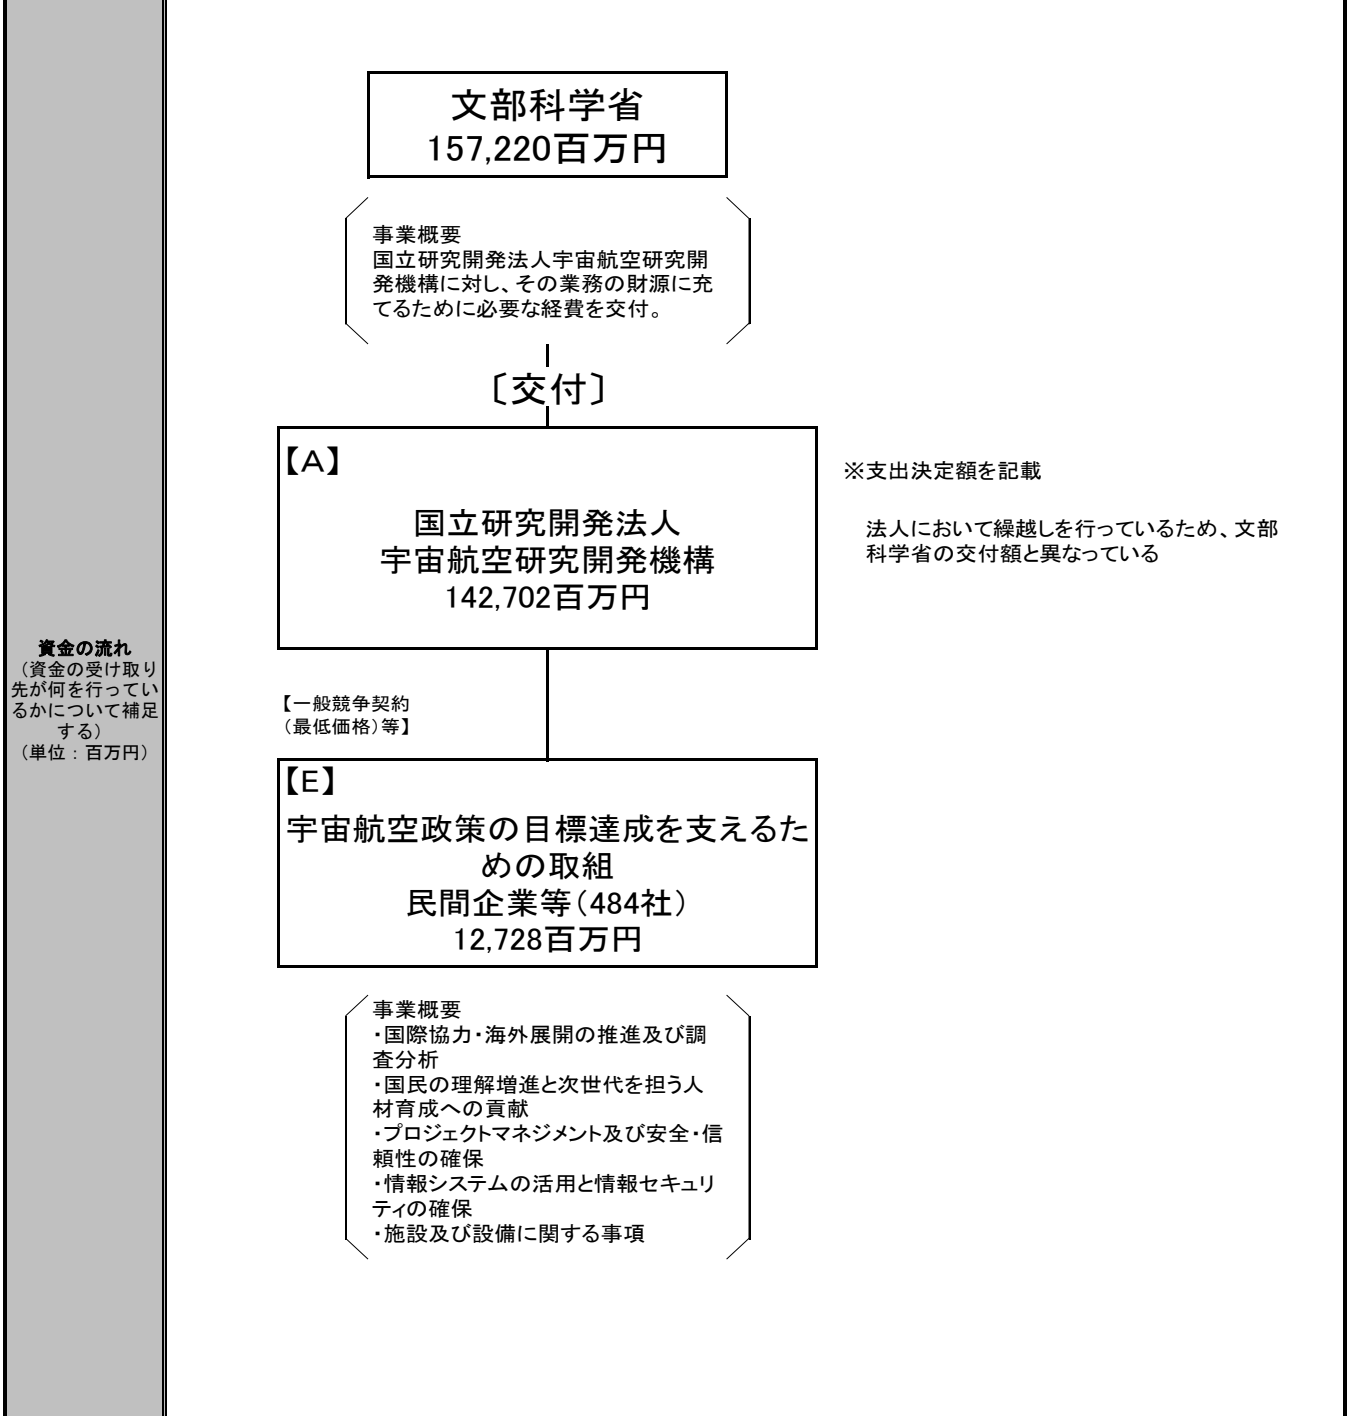 文部科学省
157,220百万円
事業概要
国立研究開発法人宇宙航空研究開
発機構に対し、その業務の財源に充
てるために必要な経費を交付。
〔交付〕
【A】
国立研究開発法人
宇宙航空研究開発機構
142,702百万円
※支出決定額を記載
法人において繰越しを行っているため、文部
科学省の交付額と異なっている
資金の流れ
（資金の受け取り
先が何を行ってい
るかについて補足
する）
（単位：百万円）
【一般競争契約
（最低価格）等】
【E】
宇宙航空政策の目標達成を支えるた
めの取組
民間企業等（484社）
12,728百万円
事業概要
・国際協力・海外展開の推進及び調
査分析
・国民の理解増進と次世代を担う人
材育成への貢献
・プロジェクトマネジメント及び安全・信
頼性の確保
・情報システムの活用と情報セキュリ
ティの確保
・施設及び設備に関する事項